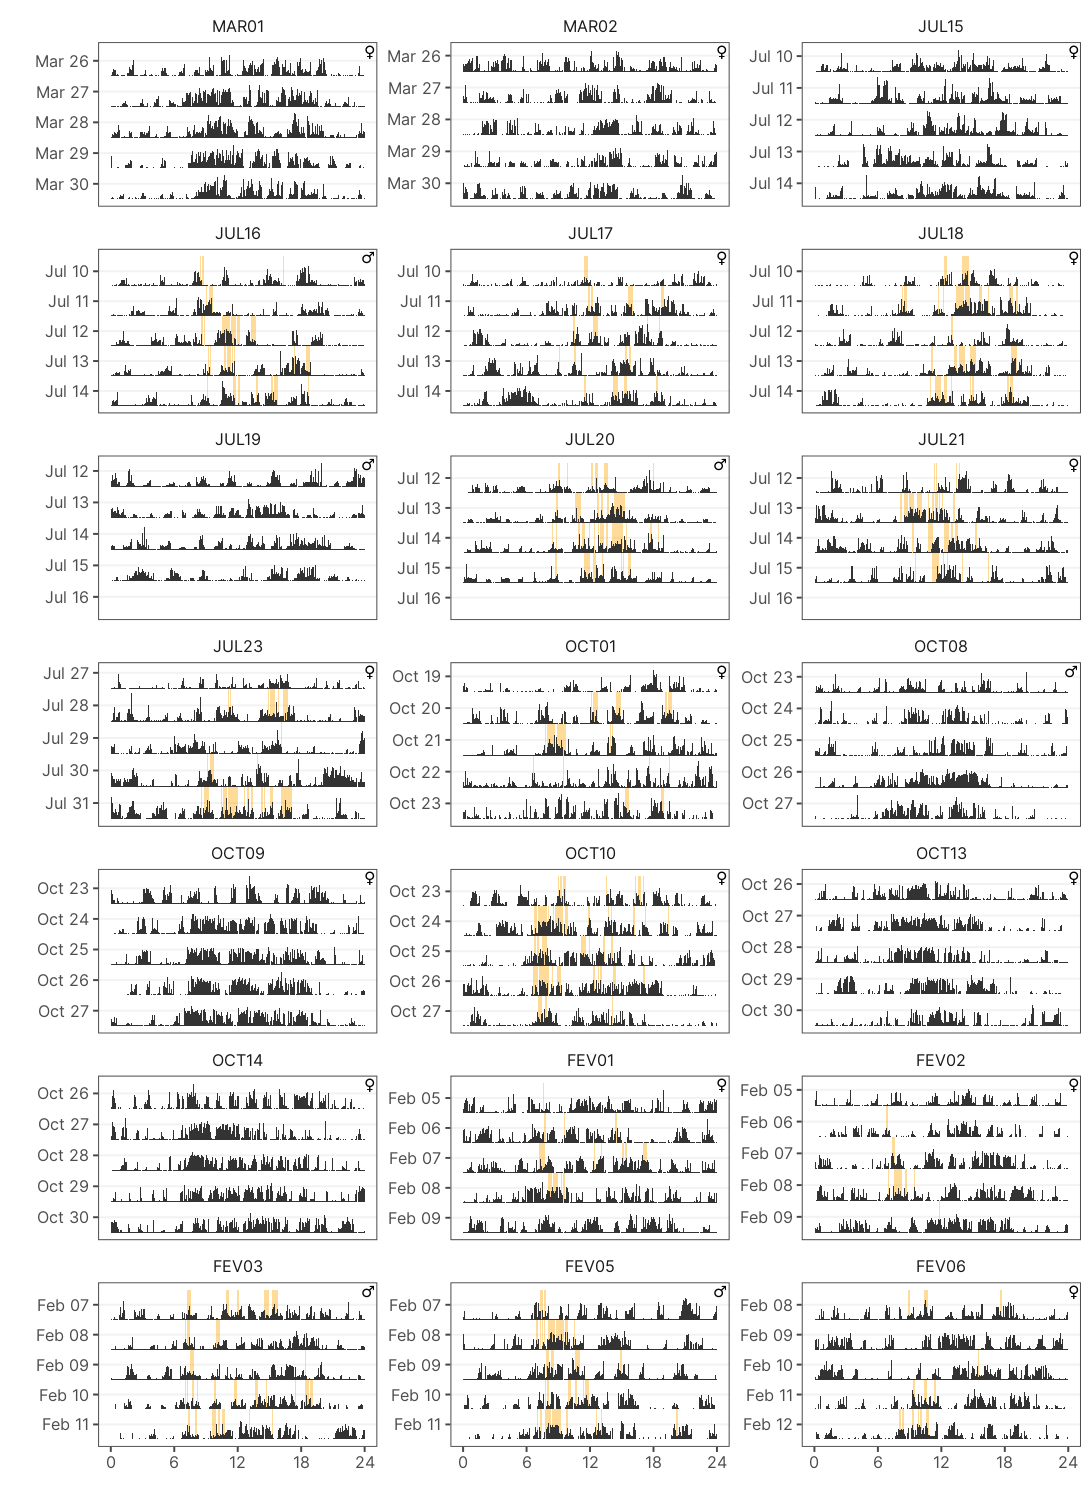 MAR01 MAR02 JUL15
♀ ♀ ♀
Mar 26 Mar 26 Jul 10
Mar 27 Mar 27 Jul 11
Mar 28 Mar 28 Jul 12
Mar 29 Mar 29 Jul 13
Mar 30 Mar 30 Jul 14
JUL16 JUL17 JUL18
♂ ♀ ♀
Jul 10 Jul 10 Jul 10
Jul 11 Jul 11 Jul 11
Jul 12 Jul 12 Jul 12
Jul 13 Jul 13 Jul 13
Jul 14 Jul 14 Jul 14
JUL19 JUL20 JUL21
♂ ♂ ♀
Jul 12 Jul 12 Jul 12
Jul 13 Jul 13 Jul 13
Jul 14 Jul 14 Jul 14
Jul 15 Jul 15 Jul 15
Jul 16 Jul 16 Jul 16
JUL23 OCT01 OCT08
♀ ♀ ♂
Jul 27 Oct 19 Oct 23
Jul 28 Oct 20 Oct 24
Jul 29 Oct 21 Oct 25
Jul 30 Oct 22 Oct 26
Jul 31 Oct 23 Oct 27
OCT09 OCT10 OCT13
♀ ♀ ♀
Oct 23 Oct 23 Oct 26
Oct 24 Oct 24 Oct 27
Oct 25 Oct 25 Oct 28
Oct 26 Oct 26 Oct 29
Oct 27 Oct 27 Oct 30
OCT14 FEV01 FEV02
♀ ♀ ♀
Oct 26 Feb 05 Feb 05
Oct 27 Feb 06 Feb 06
Oct 28 Feb 07 Feb 07
Oct 29 Feb 08 Feb 08
Oct 30 Feb 09 Feb 09
FEV03 FEV05 FEV06
♂ ♂ ♀
Feb 07 Feb 07 Feb 08
Feb 08 Feb 08 Feb 09
Feb 09 Feb 09 Feb 10
Feb 10 Feb 10 Feb 11
Feb 11 Feb 11 Feb 12
0 6 12 18 24 0 6 12 18 24 0 6 12 18 24